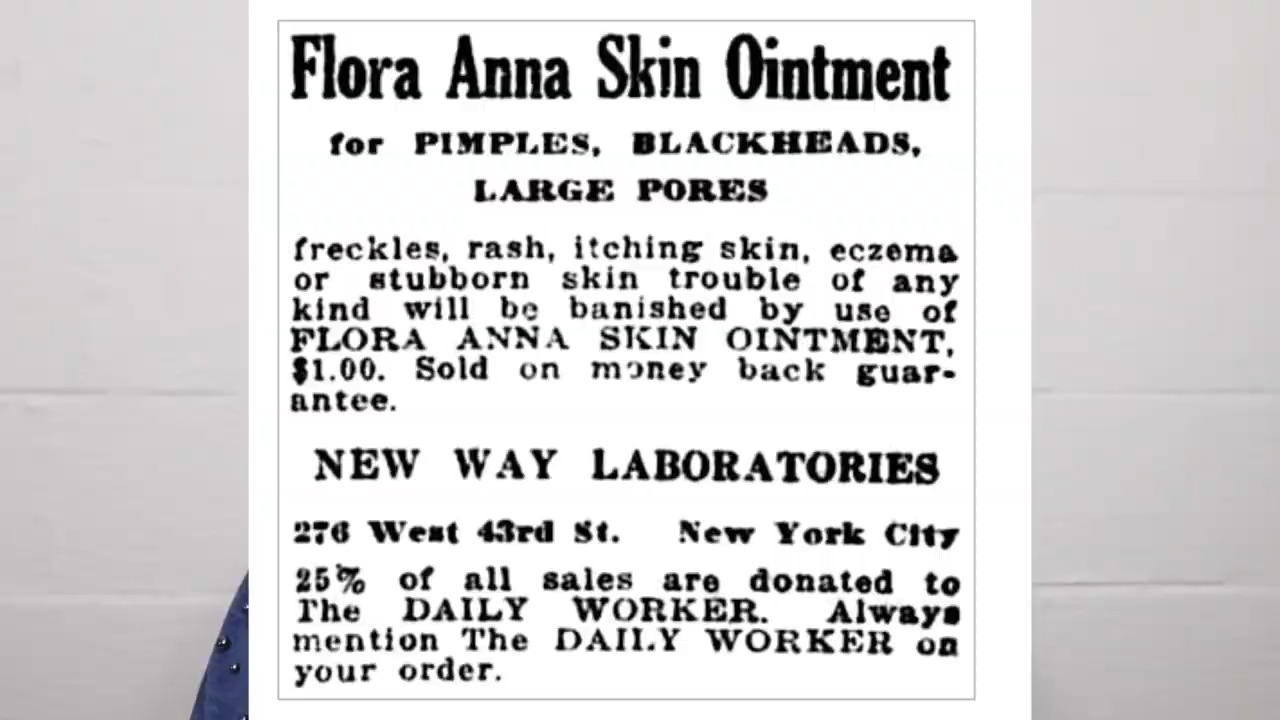 Flora Anna Skin Ointment
for PIMPLES, BLACKHEADS,
LARGE PORES
freckles, rash, itching skin, eczema
or stubborn skin trouble of any
kind will be banished by use of
FLORA ANNA SKIN OINTMENT,
$1.00. Sold on money back guar-
antee.
NEW WAY LABORATORIES
276 West 43rd St. New York City
25% of all sales are donated to
The DAILY WORKER. Always
mention The DAILY WORKER on
your order.